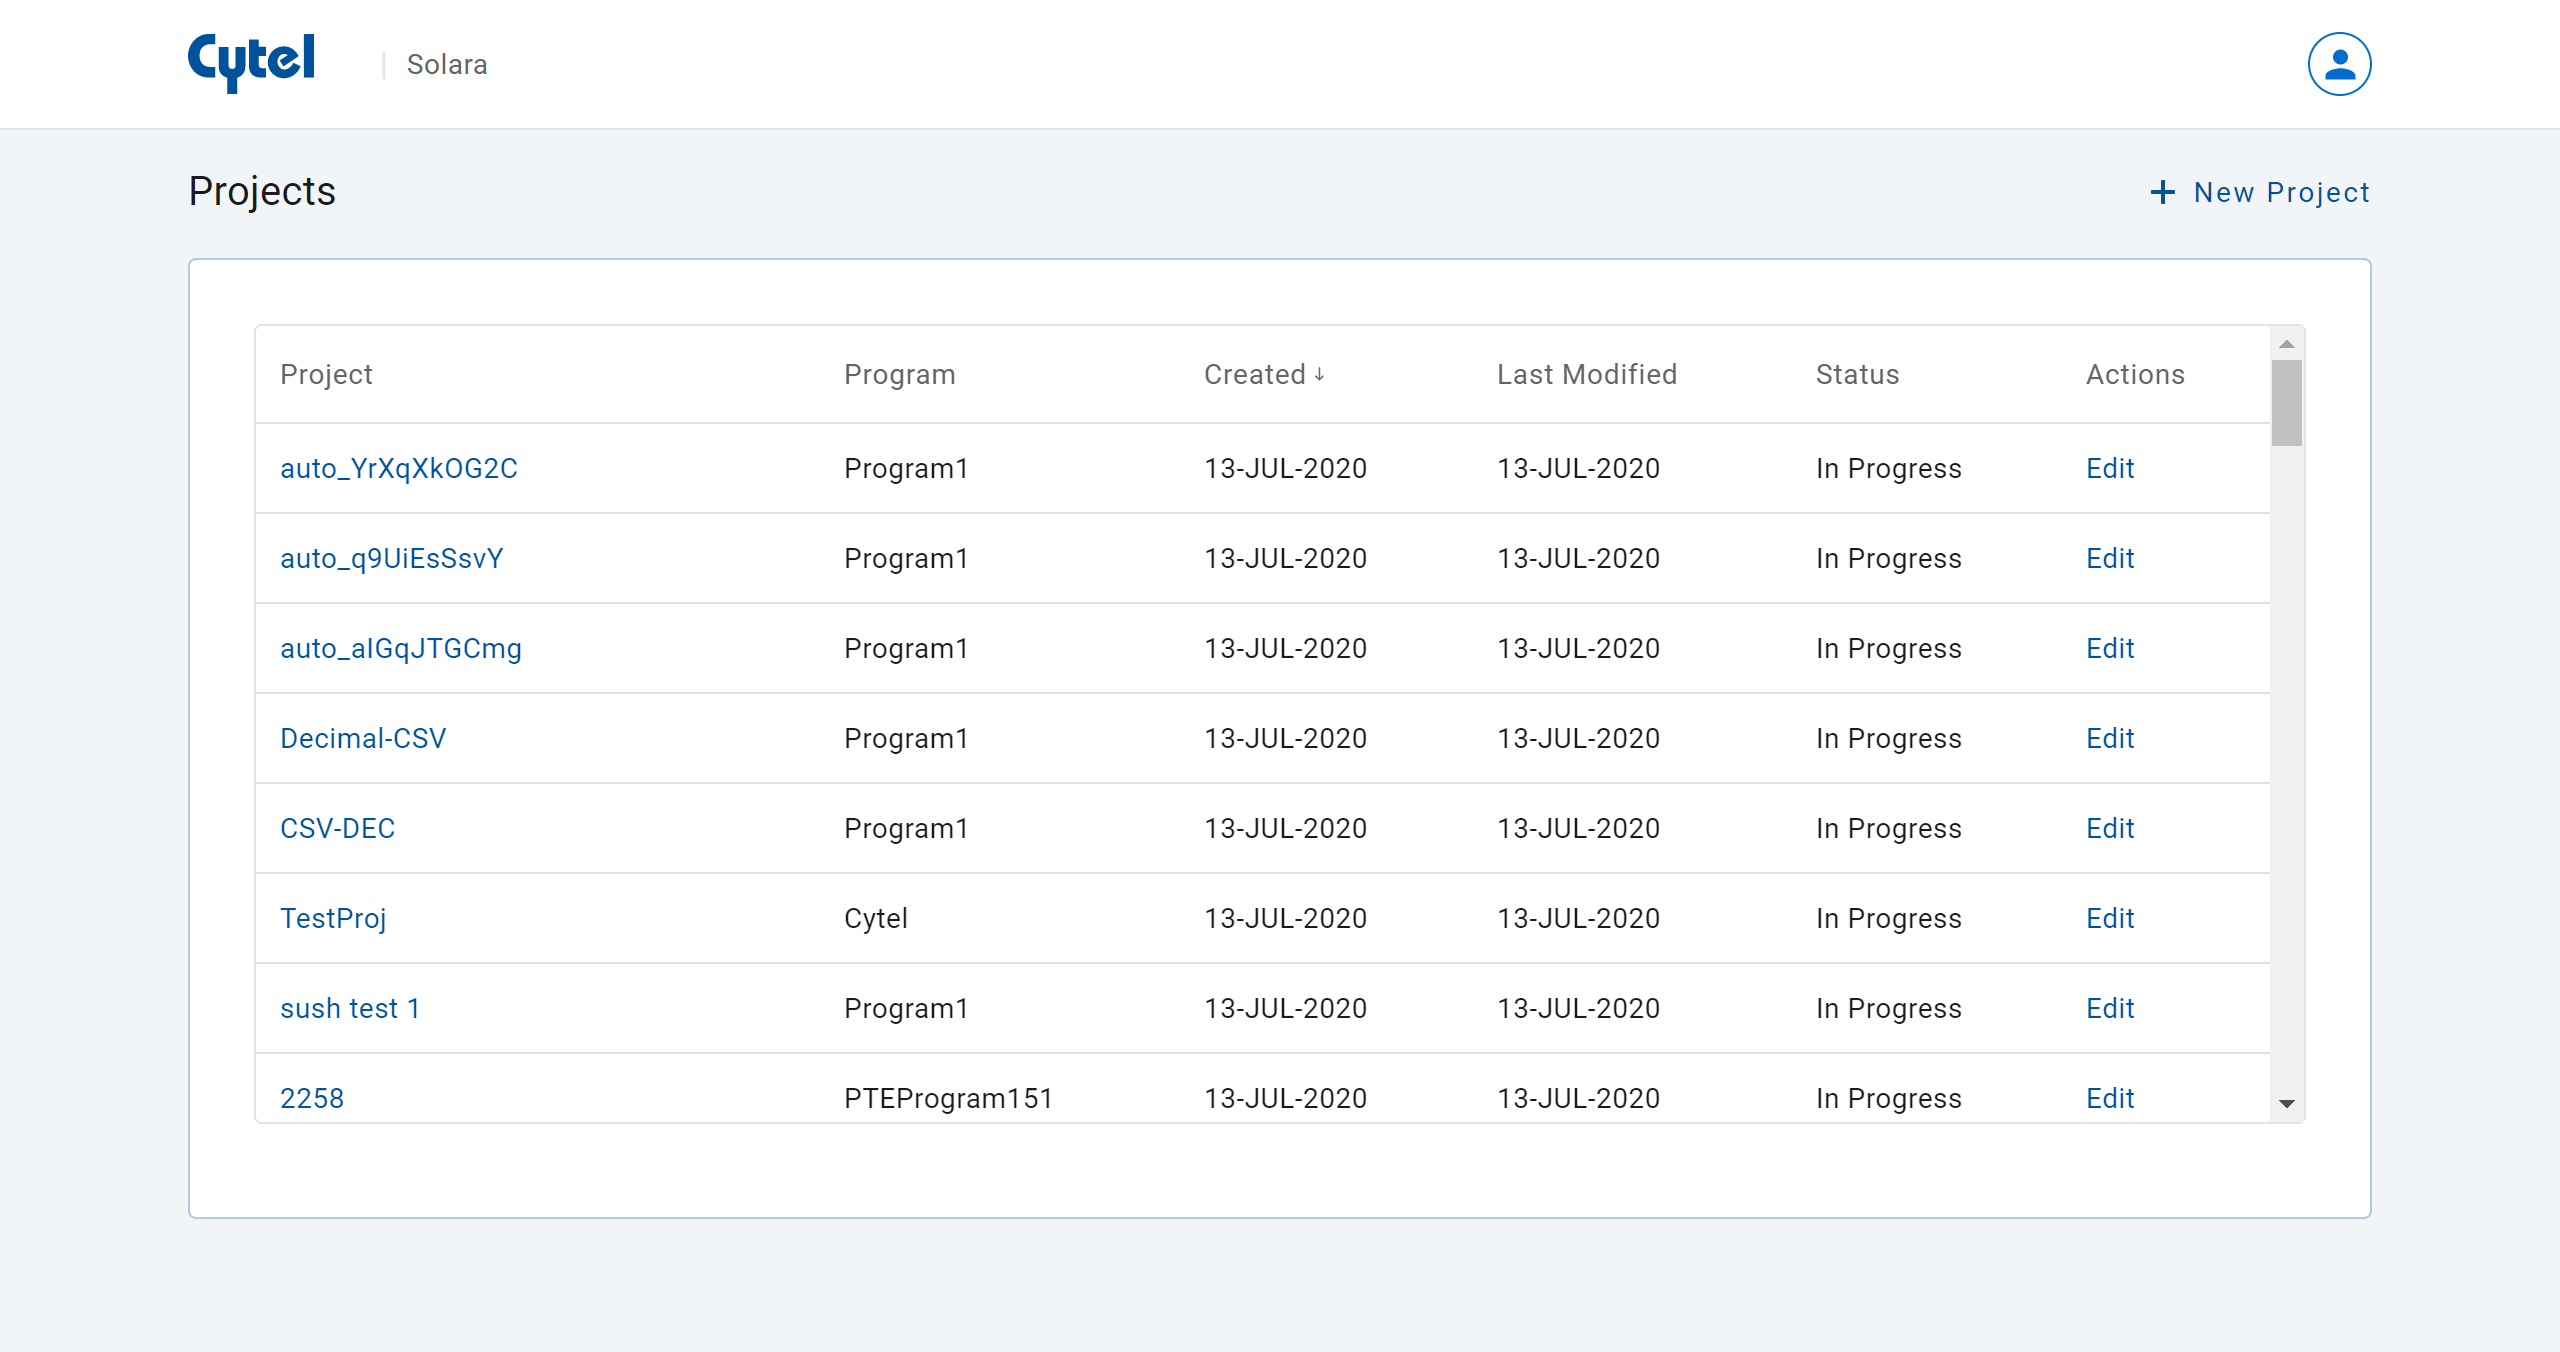 Cytel | Solara
Projects
+ New Project
Project Program Created ↓ Last Modified Status Actions
auto_YrXqXkOG2C Program1 13-JUL-2020 13-JUL-2020 In Progress Edit
auto_q9UiEsSsvY Program1 13-JUL-2020 13-JUL-2020 In Progress Edit
auto_aIGqJTGCmg Program1 13-JUL-2020 13-JUL-2020 In Progress Edit
Decimal-CSV Program1 13-JUL-2020 13-JUL-2020 In Progress Edit
CSV-DEC Program1 13-JUL-2020 13-JUL-2020 In Progress Edit
TestProj Cytel 13-JUL-2020 13-JUL-2020 In Progress Edit
sush test 1 Program1 13-JUL-2020 13-JUL-2020 In Progress Edit
2258 PTEProgram151 13-JUL-2020 13-JUL-2020 In Progress Edit